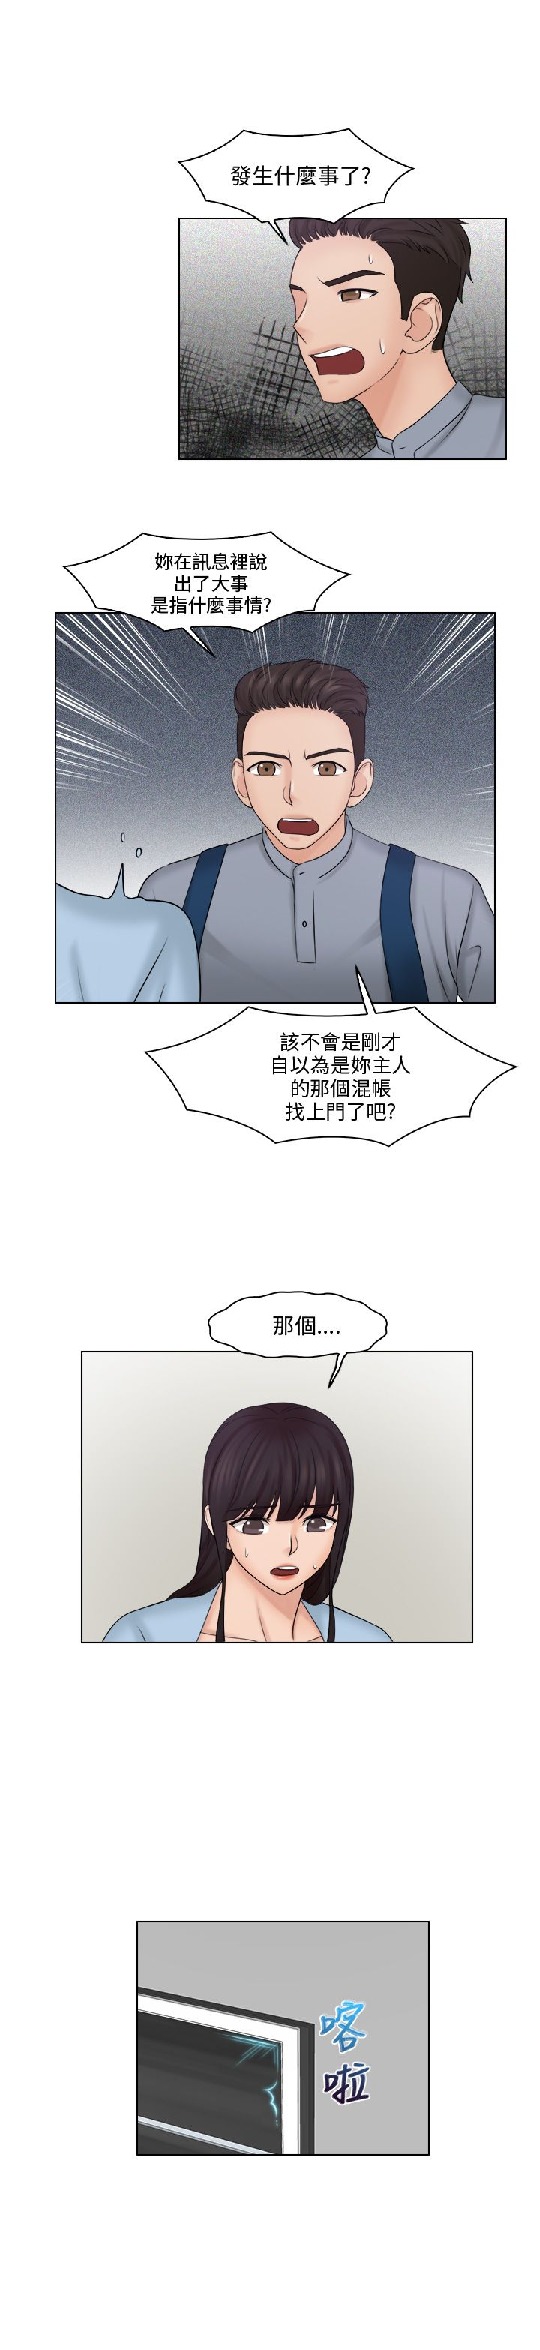 發生什麼事了?
妳在訊息裡說
出了大事
是指什麼事情?
該不會是剛才
自以為是妳主人
的那個混帳
找上門了吧?
那個....
喀
啦